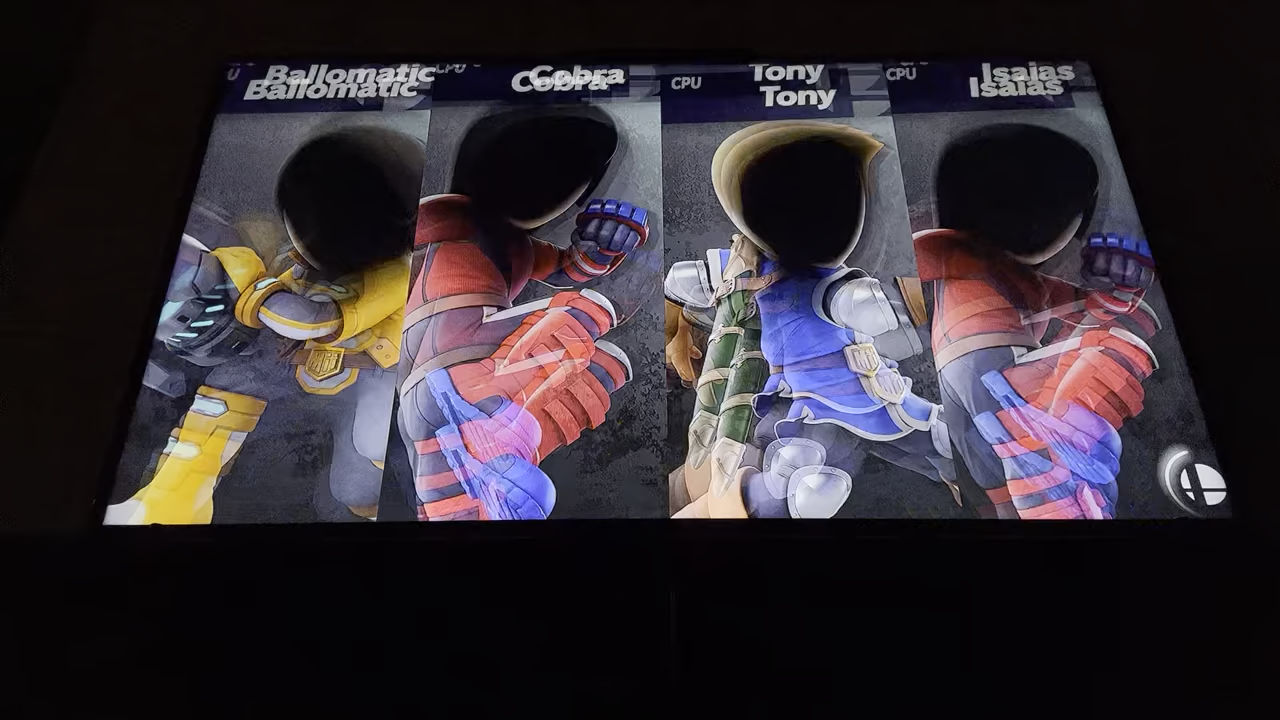 U Ballomatic
Ballomatic
CPU Cobra
Cobra
CPU Tony
Tony
CPU Isaias
Isaias